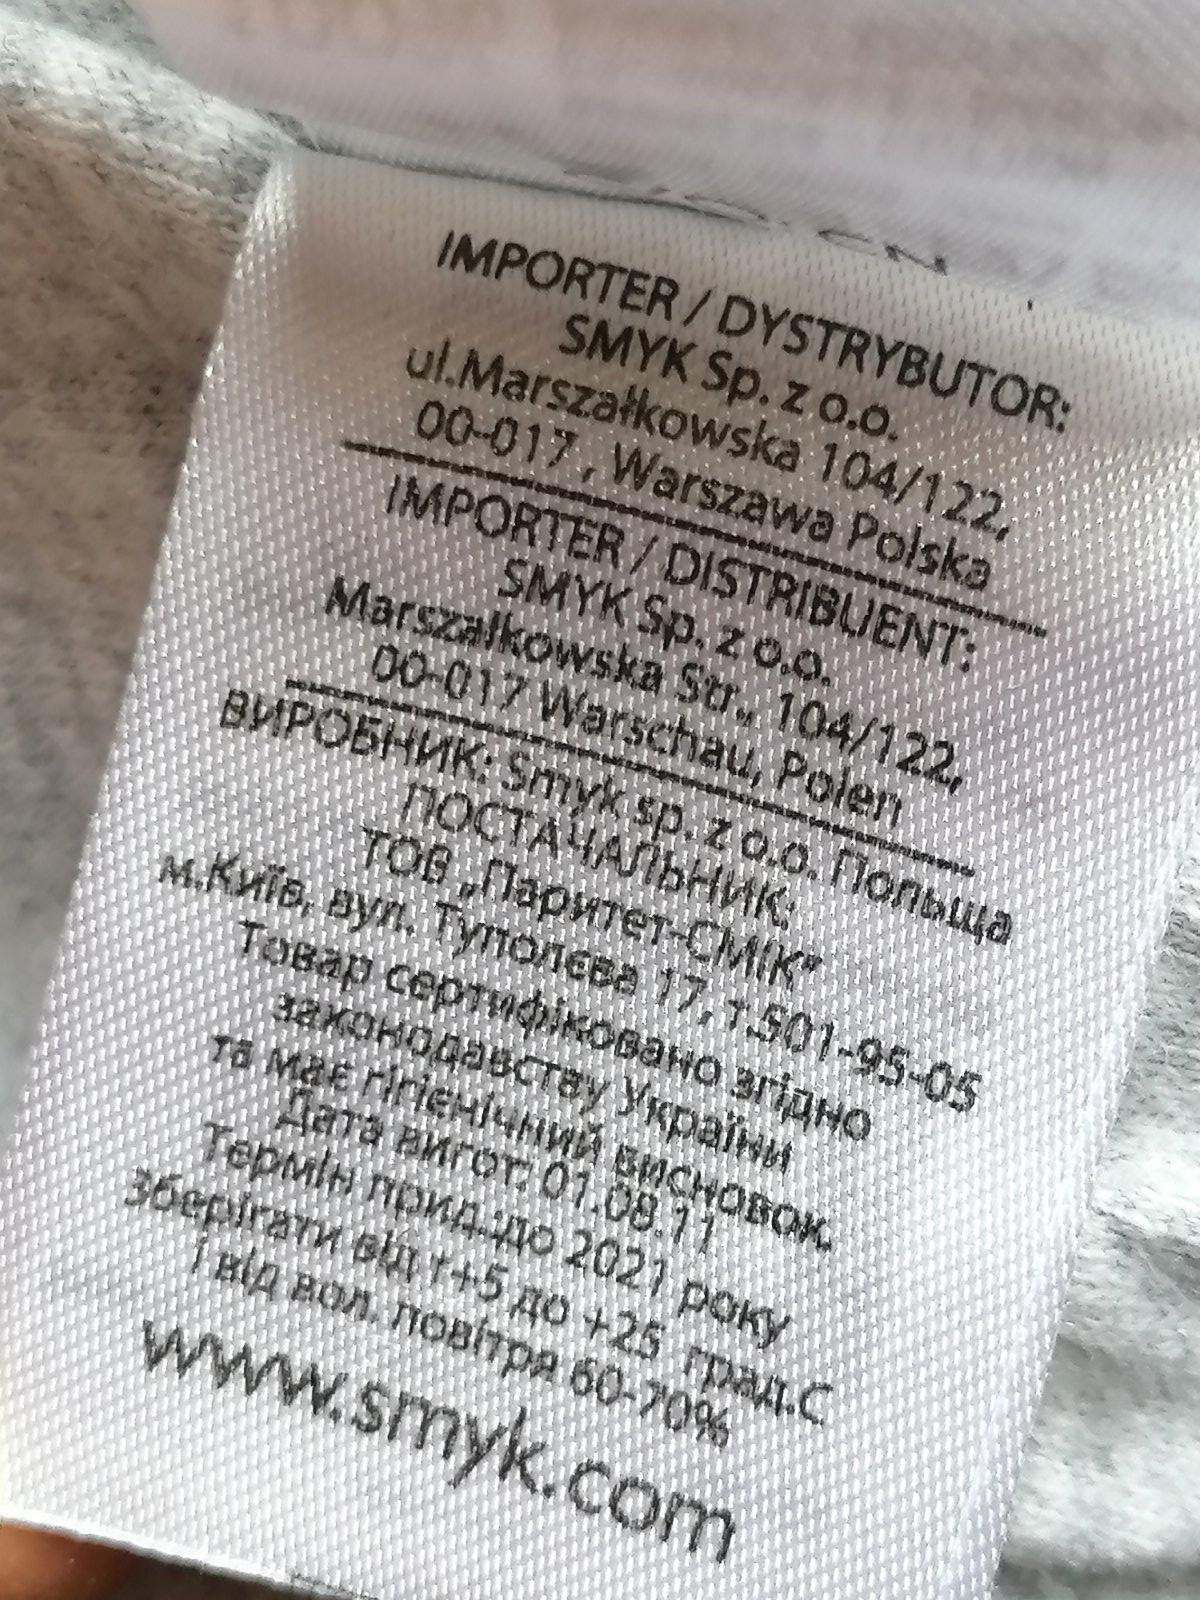 IMPORTER / DYSTRYBUTOR:
SMYK Sp. z o.o.
ul.Marszałkowska 104/122,
00-017 , Warszawa Polska
IMPORTER / DISTRIBUENT:
SMYK Sp. z o.o.
Marszałkowska Str., 104/122,
00-017 Warschau, Polen
ВИРОБНИК: Smyk sp. z o.o. Польща
ПОСТАЧАЛЬНИК:
ТОВ „Паритет-СМІК"
м.Київ, вул. Туполєва 17, т.501-95-05
Товар сертифіковано згідно
законодавстау України
та має гігієнічний висновок.
Дата вигот: 01.08.11
Термін прид.:до 2021 року
Зберігати від т+5 до +25 град.С
І від вол. повітря 60-70%
www.smyk.com